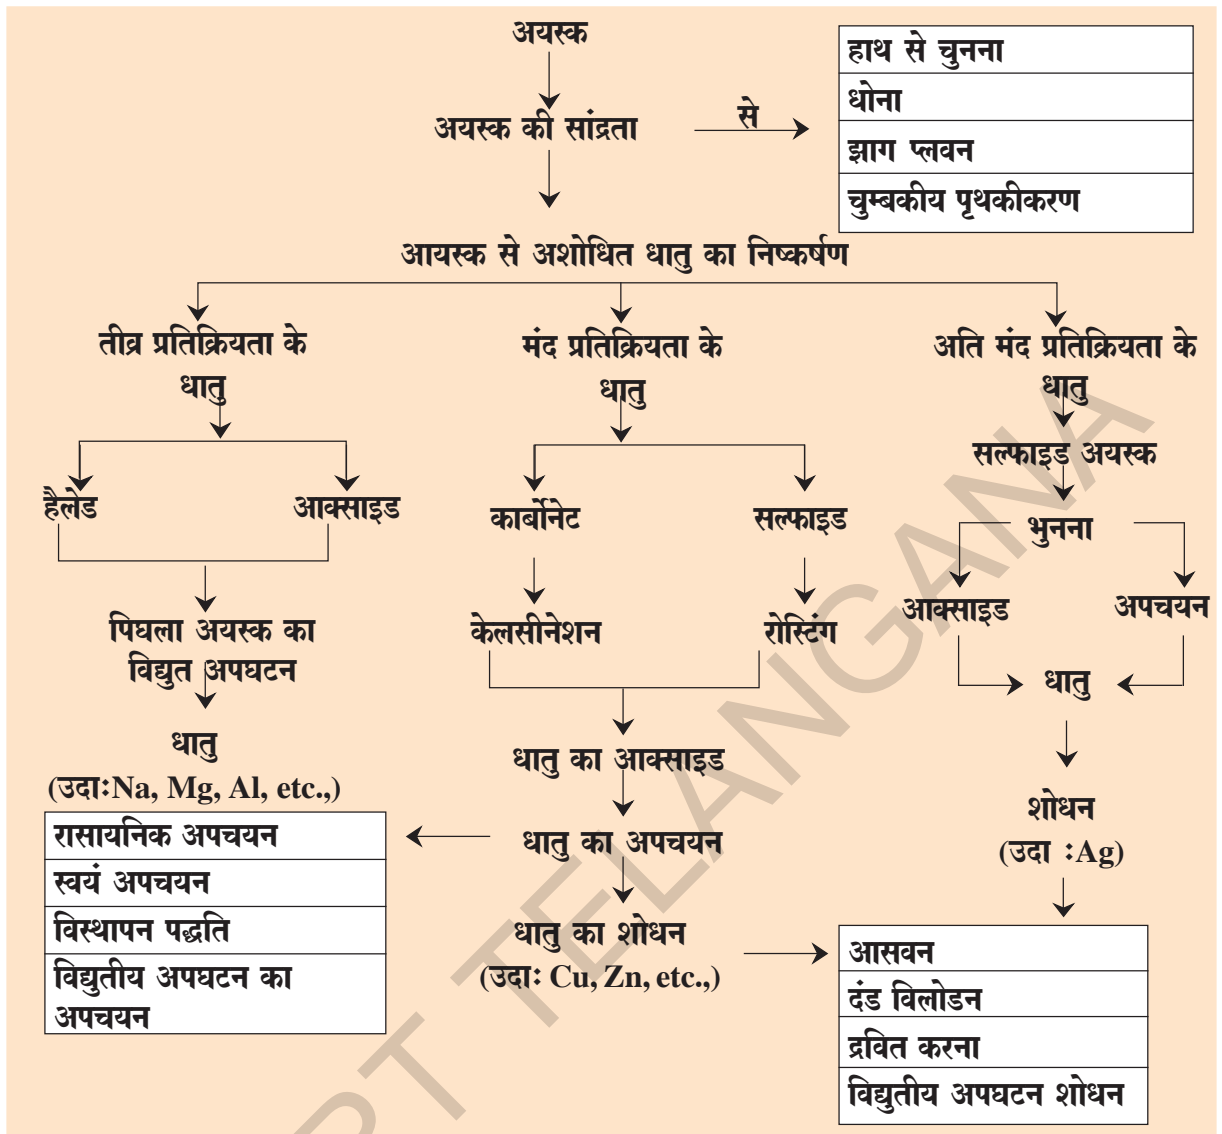 अयस्क
अयस्क की सांद्रता
से
हाथ से चुनना
धोना
झाग प्लवन
चुम्बकीय पृथकीकरण
आयस्क से अशोधित धातु का निष्कर्षण
तीव्र प्रतिक्रियता के
धातु
मंद प्रतिक्रियता के
धातु
अति मंद प्रतिक्रियता के
धातु
हैलेड
आक्साइड
कार्बोनेट
सल्फाइड
सल्फाइड अयस्क
भुनना
आक्साइड
अपचयन
पिघला अयस्क का
विद्युत अपघटन
केलसीनेशन
रोस्टिंग
धातु
धातु
(उदाः Na, Mg, Al, etc.,)
धातु का आक्साइड
शोधन
(उदा ः Ag)
रासायनिक अपचयन
स्वयं अपचयन
विस्थापन पद्धति
विद्युतीय अपघटन का
अपचयन
धातु का अपचयन
धातु का शोधन
(उदाः Cu, Zn, etc.,)
आसवन
दंड विलोडन
द्रवित करना
विद्युतीय अपघटन शोधन
RT TELANGANA